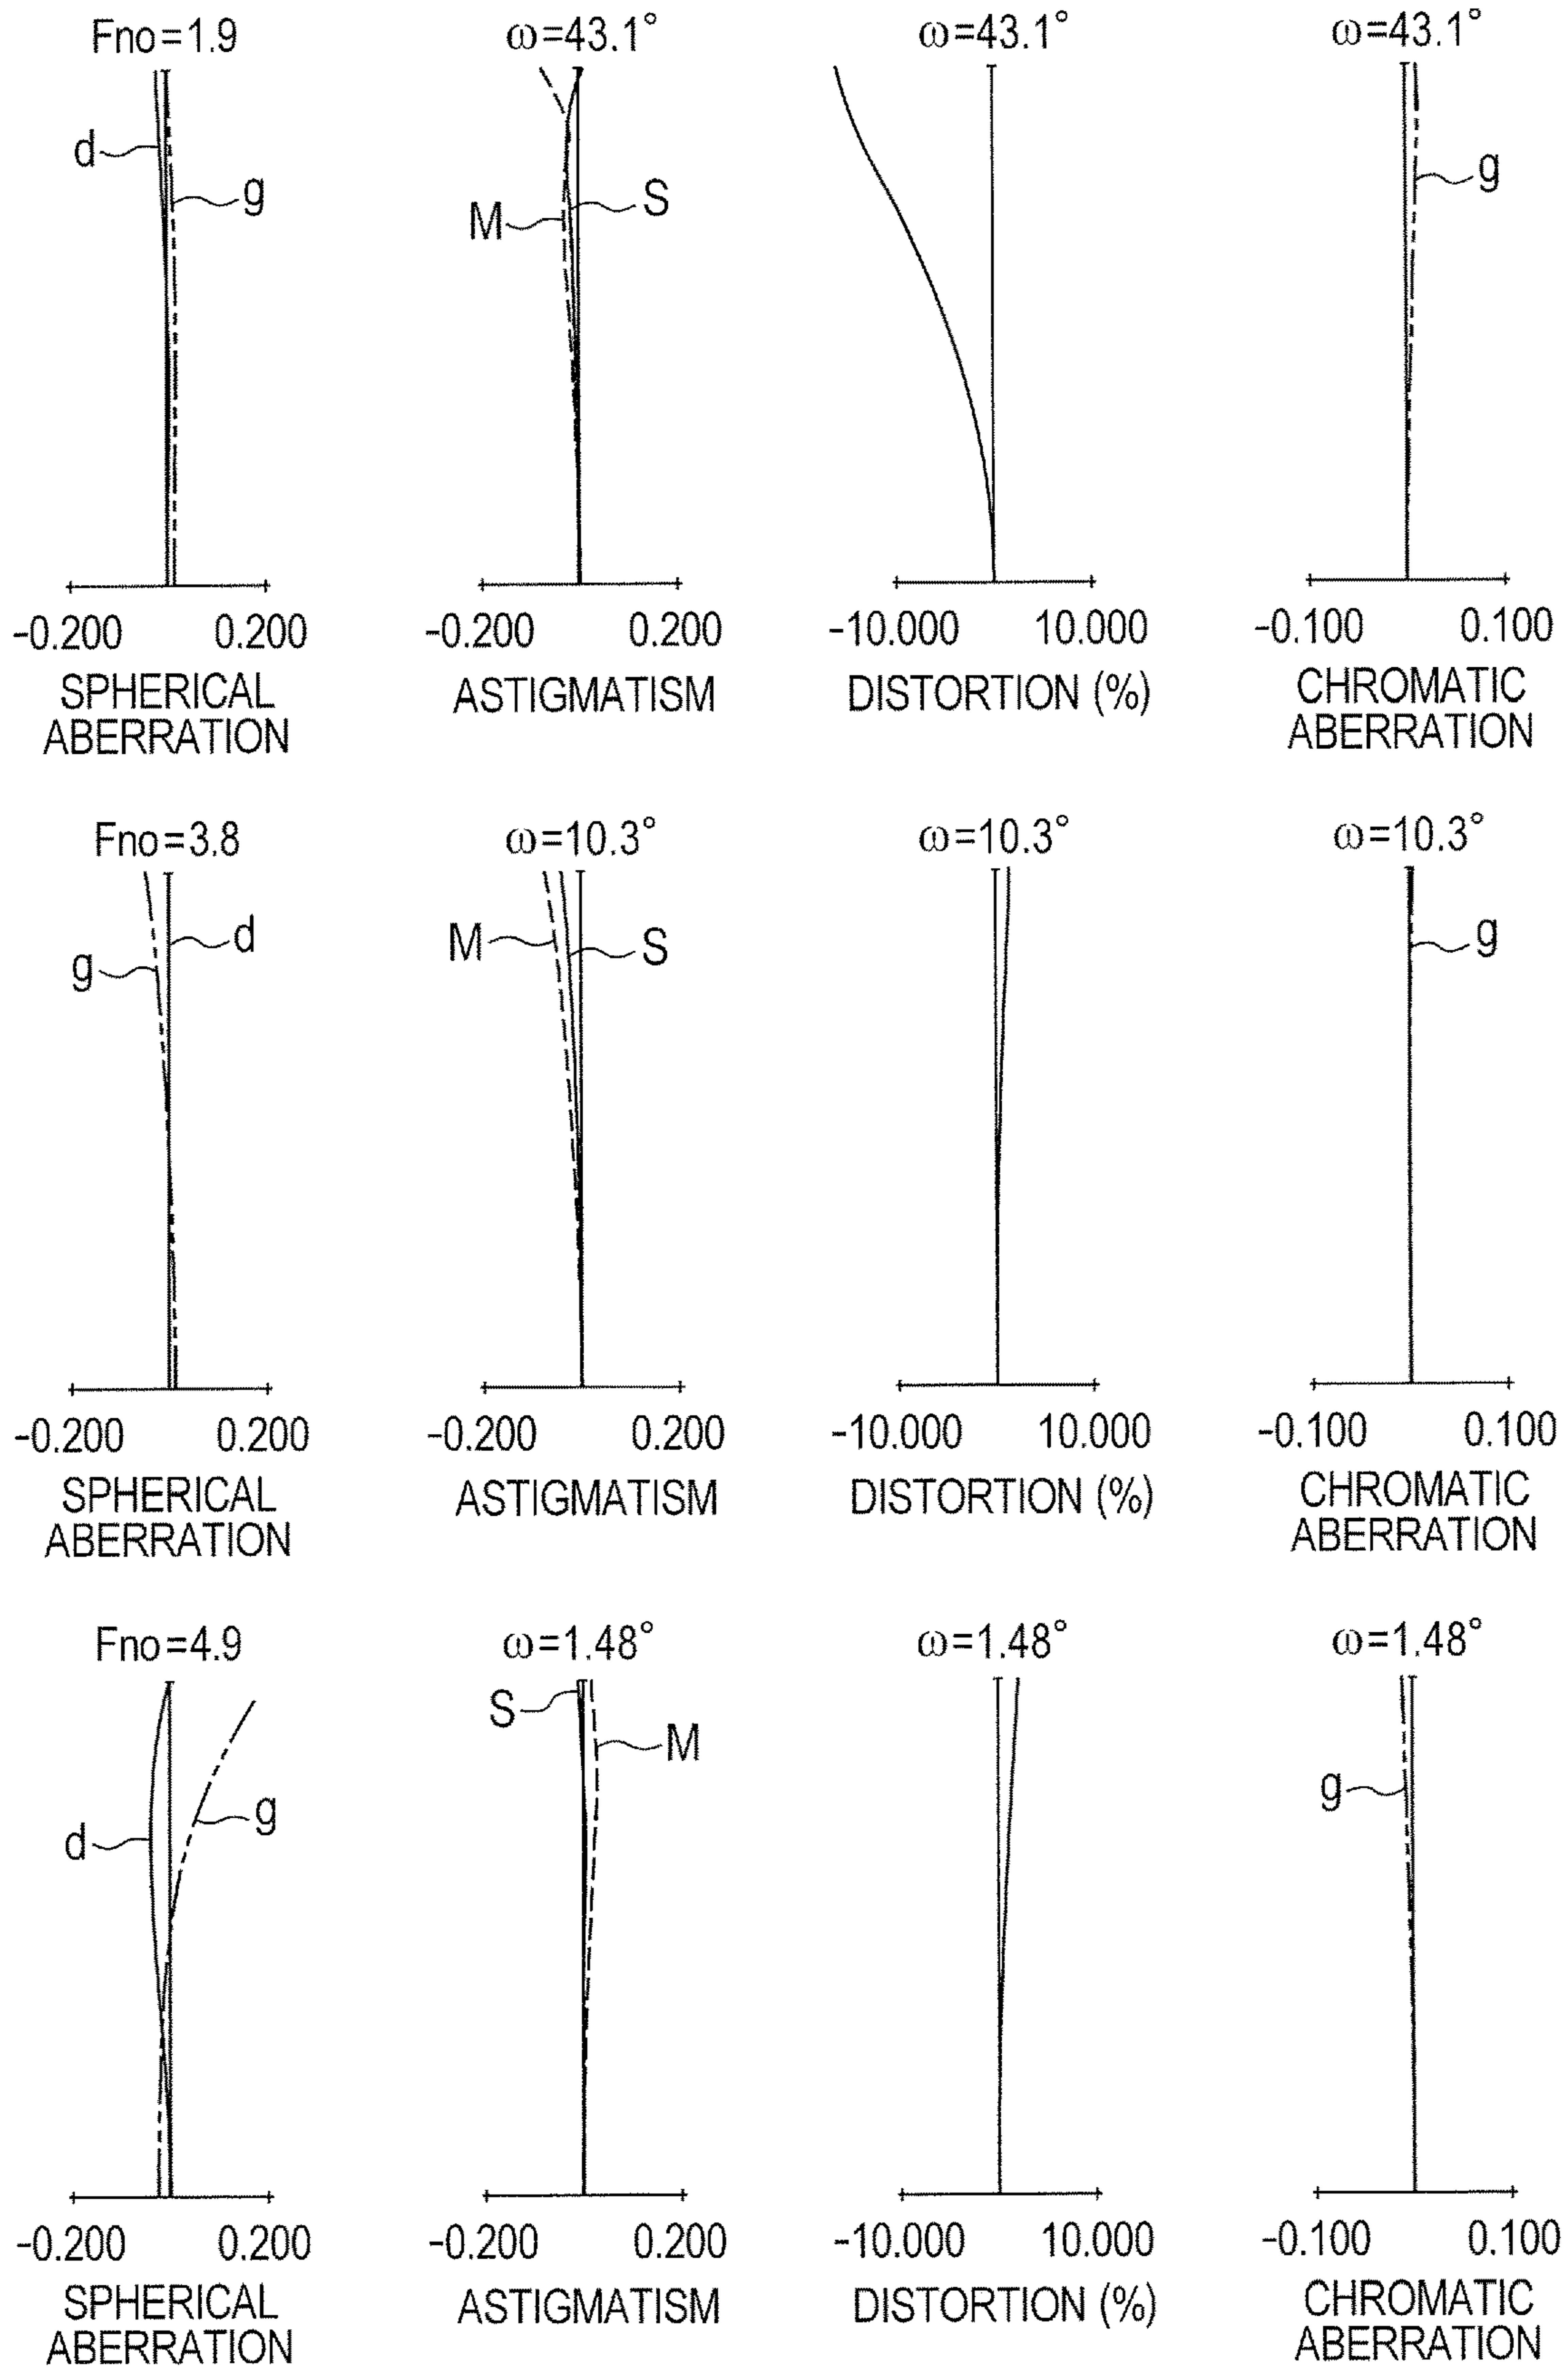 Fno=1.9
ω=43.1°
ω=43.1°
ω=43.1°
d
g
M
S
g
-0.200 0.200
-0.200 0.200
-10.000 10.000
-0.100 0.100
SPHERICAL
ABERRATION
ASTIGMATISM
DISTORTION (%)
CHROMATIC
ABERRATION
Fno=3.8
ω=10.3°
ω=10.3°
ω=10.3°
g
d
M
S
g
-0.200 0.200
-0.200 0.200
-10.000 10.000
-0.100 0.100
SPHERICAL
ABERRATION
ASTIGMATISM
DISTORTION (%)
CHROMATIC
ABERRATION
Fno=4.9
ω=1.48°
ω=1.48°
ω=1.48°
d
g
S
M
g
-0.200 0.200
-0.200 0.200
-10.000 10.000
-0.100 0.100
SPHERICAL
ABERRATION
ASTIGMATISM
DISTORTION (%)
CHROMATIC
ABERRATION